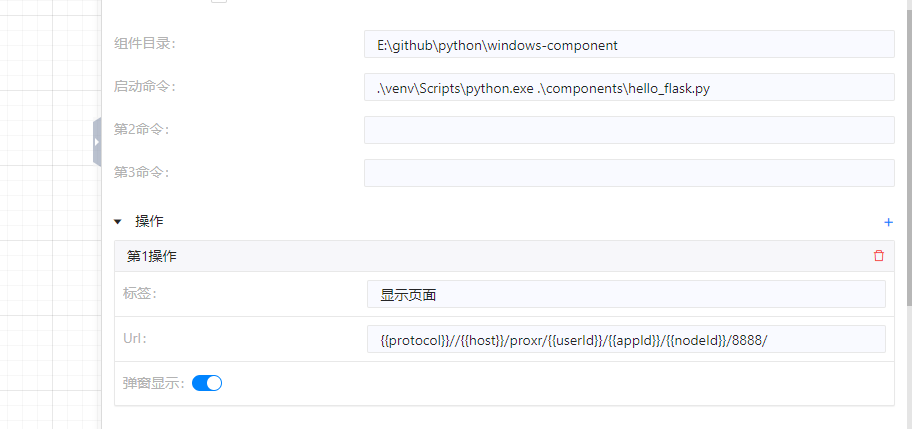 组件目录： E:\github\python\windows-component
启动命令： .\venv\Scripts\python.exe .\components\hello_flask.py
第2命令：
第3命令：
操作 +
第1操作
标签： 显示页面
Url： {{protocol}}//{{host}}/proxr/{{userId}}/{{appId}}/{{nodeId}}/8888/
弹窗显示：